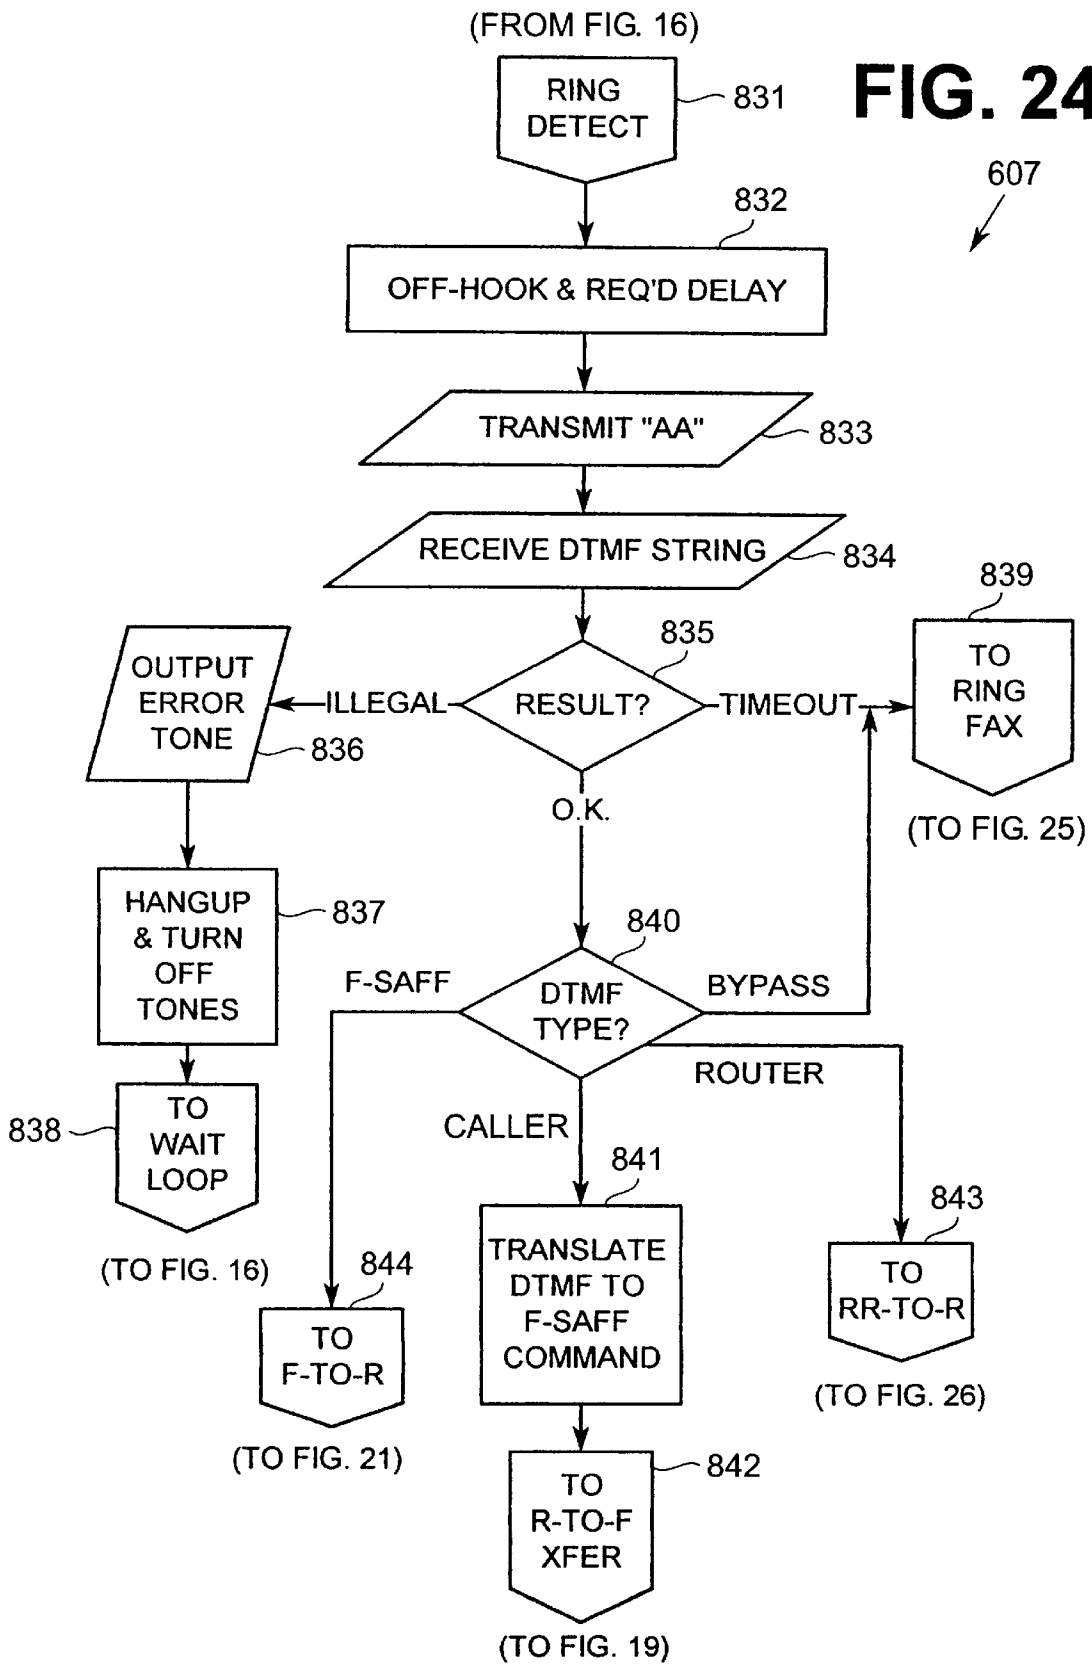 (FROM FIG. 16)
FIG. 24
RING
DETECT
831
607
832
OFF-HOOK & REQ'D DELAY
TRANSMIT "AA"
833
RECEIVE DTMF STRING
834
839
835
TO
RING
FAX
OUTPUT
ERROR
TONE
836
ILLEGAL
RESULT?
TIMEOUT
O.K.
(TO FIG. 25)
HANGUP
& TURN
OFF
TONES
837
840
F-SAFF
DTMF
TYPE?
BYPASS
ROUTER
CALLER
838
TO
WAIT
LOOP
(TO FIG. 16)
841
TRANSLATE
DTMF TO
F-SAFF
COMMAND
843
TO
RR-TO-R
(TO FIG. 26)
844
TO
F-TO-R
(TO FIG. 21)
842
TO
R-TO-F
XFER
(TO FIG. 19)